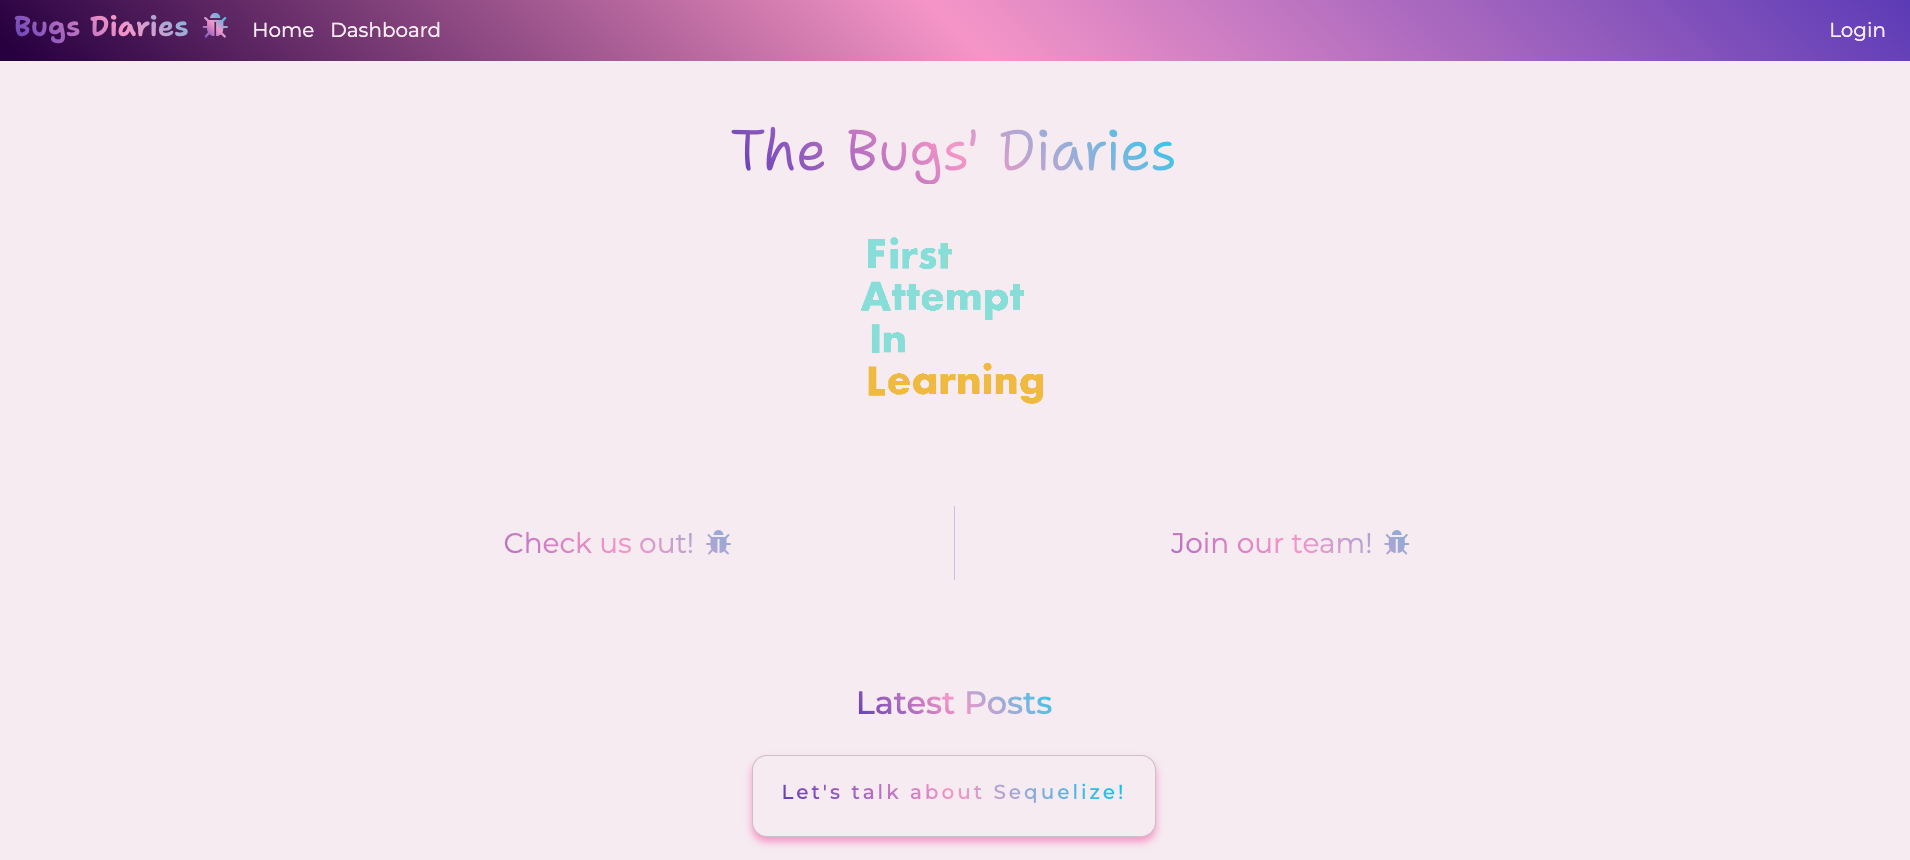 Bugs Diaries Home Dashboard Login
The Bugs' Diaries
First
Attempt
In
Learning
Check us out! Join our team!
Latest Posts
Let's talk about Sequelize!